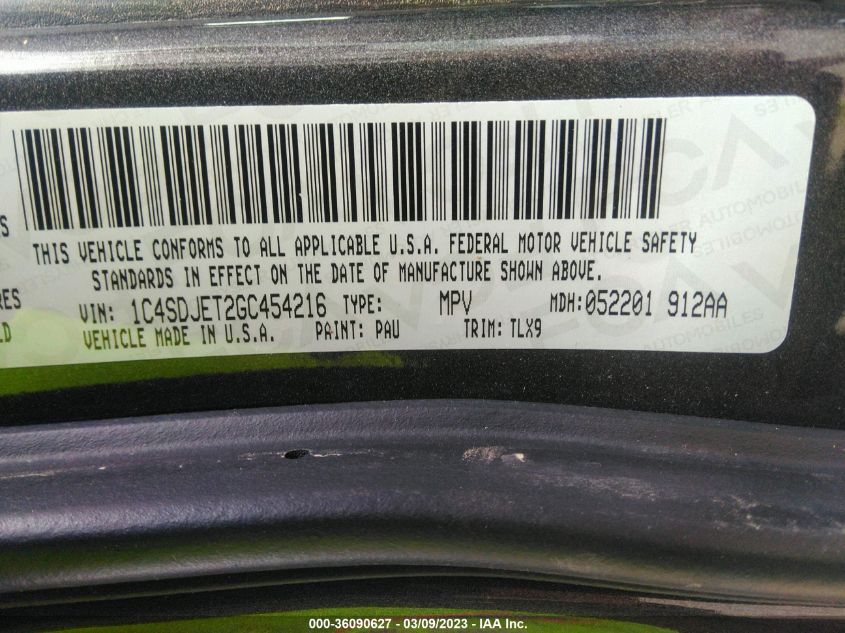 S
THIS VEHICLE CONFORMS TO ALL APPLICABLE U.S.A. FEDERAL MOTOR VEHICLE SAFETY
STANDARDS IN EFFECT ON THE DATE OF MANUFACTURE SHOWN ABOVE.
RES VIN: 1C4SDJET2GC454216 TYPE: MPV MDH:052201 912AA
LD VEHICLE MADE IN U.S.A. PAINT: PAU TRIM: TLX9
000-36090627 - 03/09/2023 - IAA Inc.